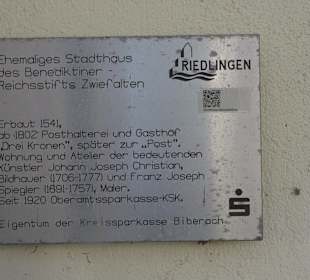 Ehemaliges Stadthaus
des Benediktiner-
Reichsstifts Zwiefalten
RIEDLINGEN
Erbaut 1541,
ab 1802 Posthalterei und Gasthof
„Drei Kronen", später zur „Post".
Wohnung und Atelier der bedeutenden
Künstler Johann Joseph Christian,
Bildhauer (1706-1777) und Franz Joseph
Spiegler (1691-1757), Maler.
Seit 1920 Oberamtssparkasse-KSK.
Eigentum der Kreissparkasse Biberach